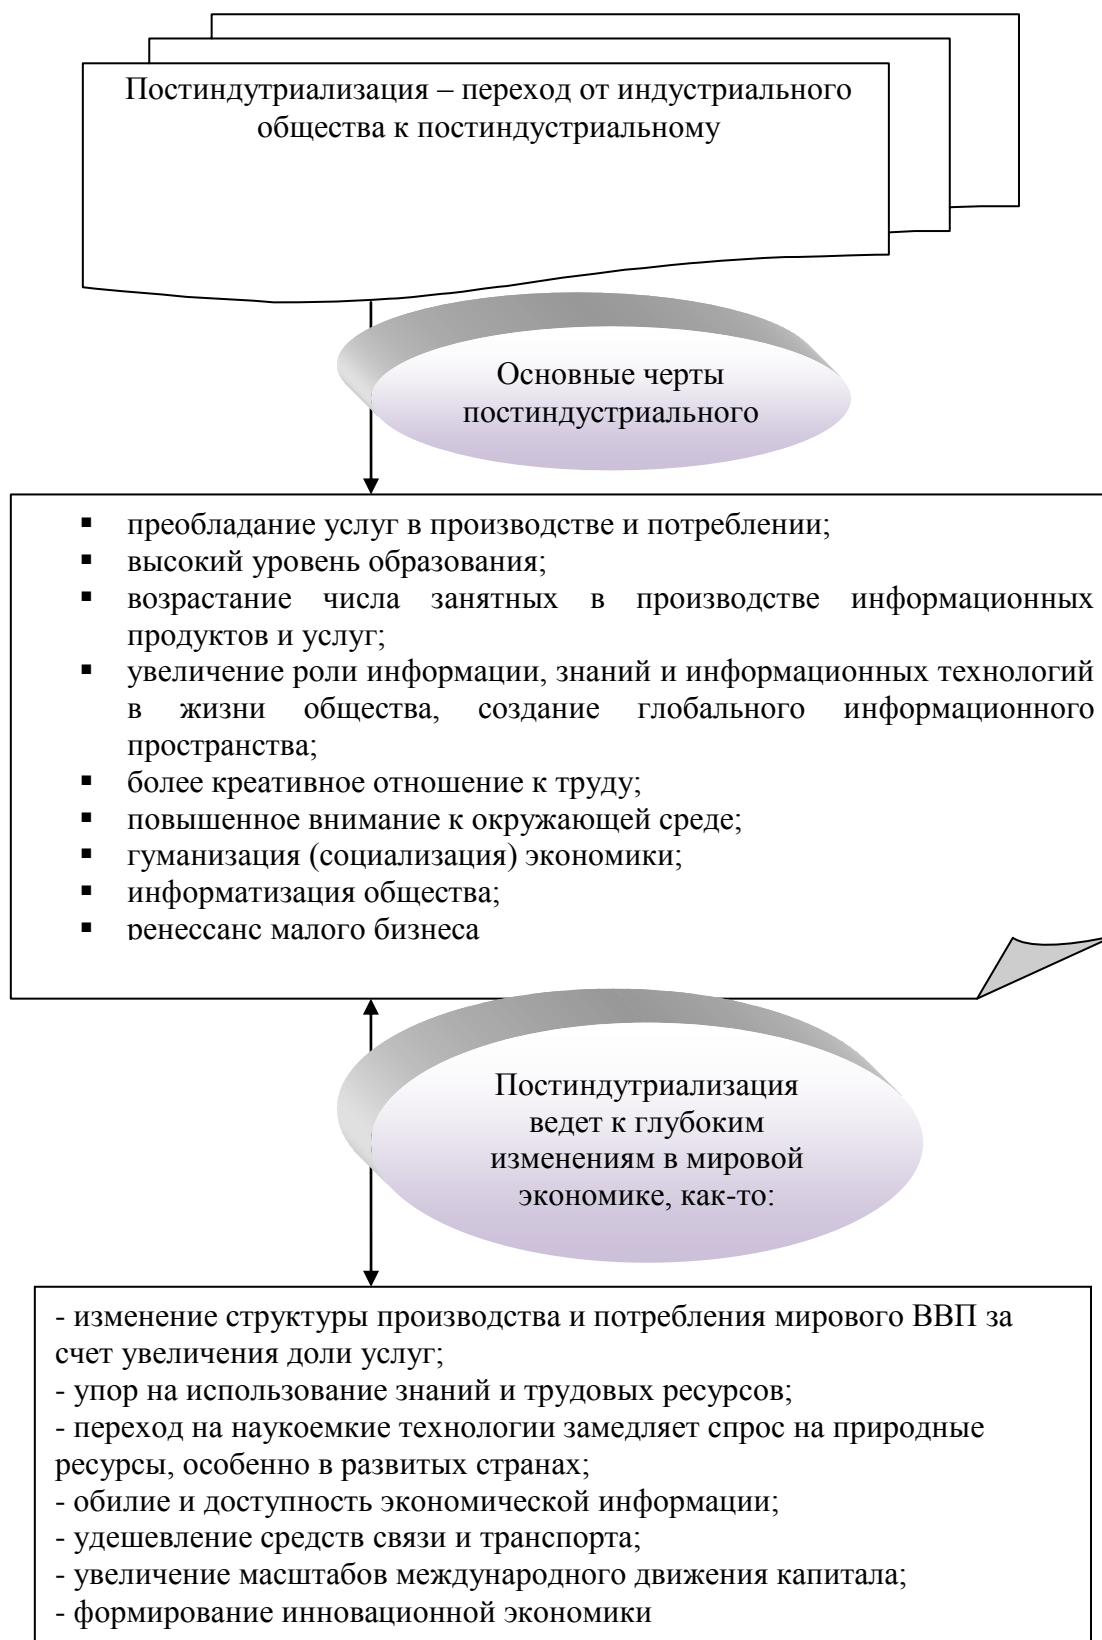 Постиндутриализация – переход от индустриального
общества к постиндустриальному
Основные черты
постиндустриального
▪ преобладание услуг в производстве и потреблении;
▪ высокий уровень образования;
▪ возрастание числа занятных в производстве информационных
продуктов и услуг;
▪ увеличение роли информации, знаний и информационных технологий
в жизни общества, создание глобального информационного
пространства;
▪ более креативное отношение к труду;
▪ повышенное внимание к окружающей среде;
▪ гуманизация (социализация) экономики;
▪ информатизация общества;
▪ ренессанс малого бизнеса
Постиндутриализация
ведет к глубоким
изменениям в мировой
экономике, как-то:
- изменение структуры производства и потребления мирового ВВП за
счет увеличения доли услуг;
- упор на использование знаний и трудовых ресурсов;
- переход на наукоемкие технологии замедляет спрос на природные
ресурсы, особенно в развитых странах;
- обилие и доступность экономической информации;
- удешевление средств связи и транспорта;
- увеличение масштабов международного движения капитала;
- формирование инновационной экономики